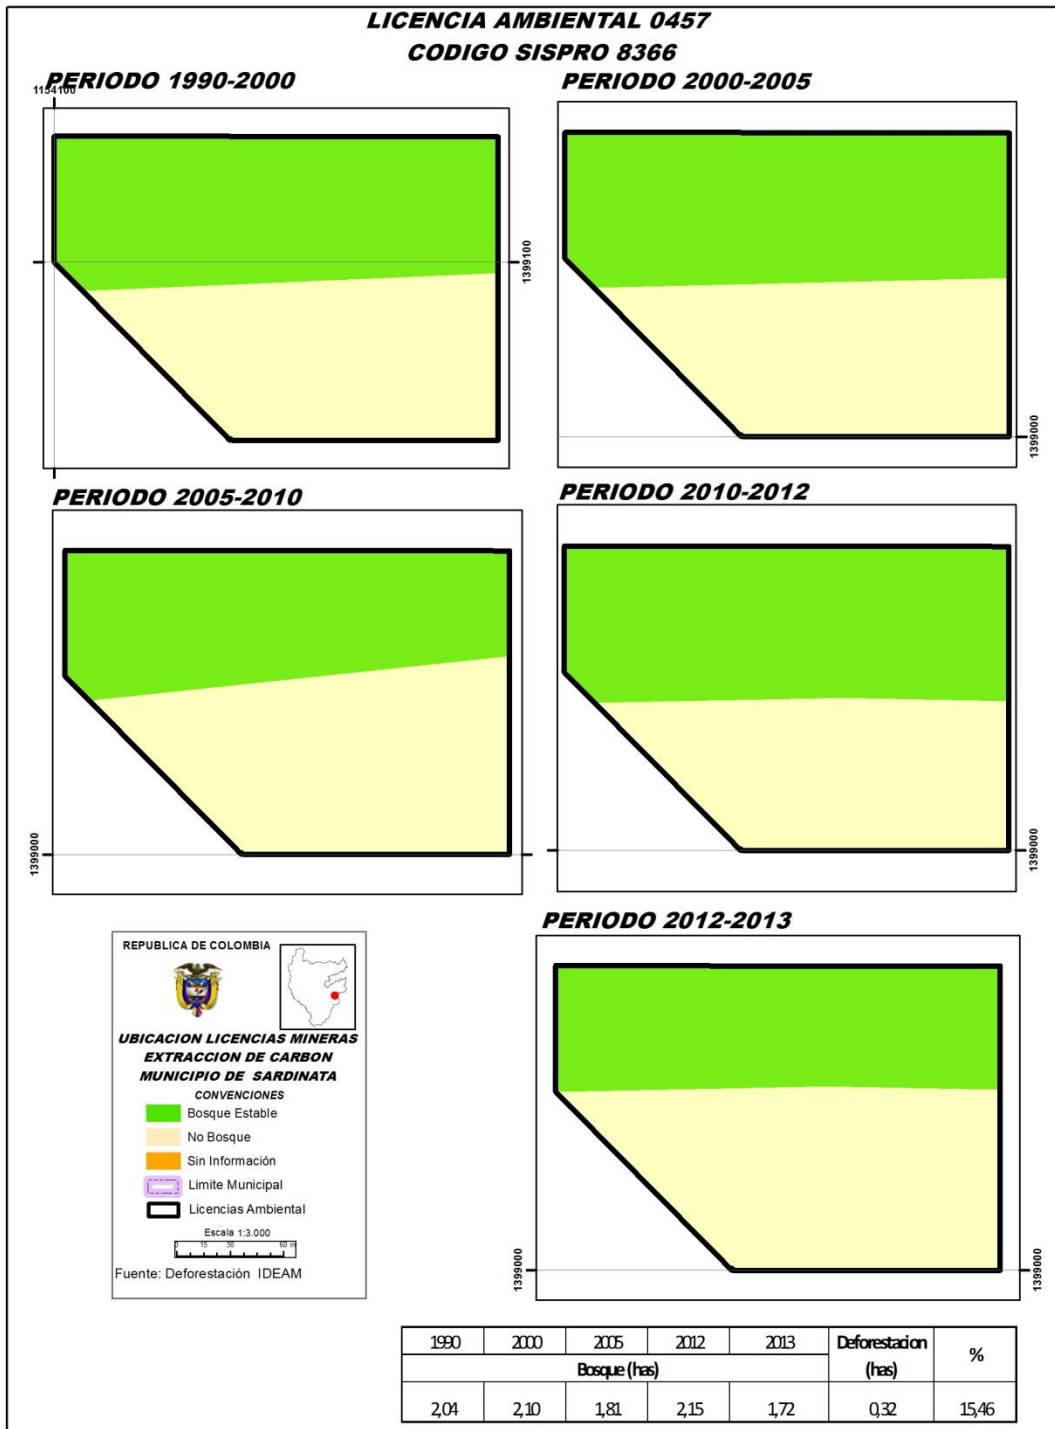 LICENCIA AMBIENTAL 0457
CODIGO SISPRO 8366
PERIODO 1990-2000
PERIODO 2000-2005
1154100
1399100
1399000
PERIODO 2005-2010
PERIODO 2010-2012
1399000
1399000
PERIODO 2012-2013
1399000
1399000
REPUBLICA DE COLOMBIA
UBICACION LICENCIAS MINERAS
EXTRACCION DE CARBON
MUNICIPIO DE SARDINATA
CONVENCIONES
Bosque Estable
No Bosque
Sin Información
Limite Municipal
Licencias Ambiental
Escala 1:3.000
0 15 30 60 m
Fuente: Deforestación IDEAM
1990 2000 2005 2012 2013 Deforestacion (has) %
Bosque (has)
2,04 2,10 1,81 2,15 1,72 0,32 15,46